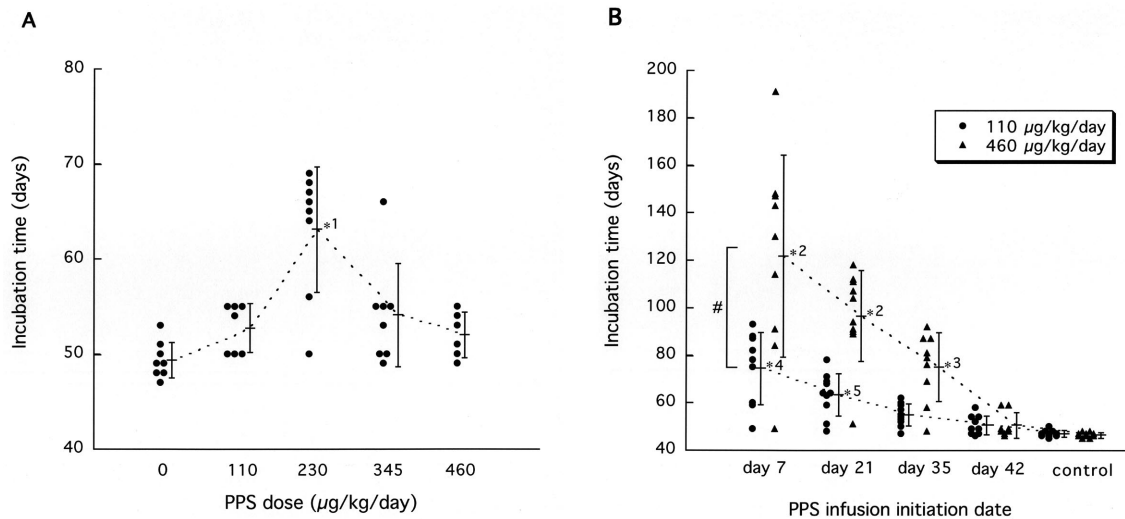 A
Incubation time (days)
80
70
60
50
40
*1
0 110 230 345 460
PPS dose (µg/kg/day)
B
Incubation time (days)
200
180
160
140
120
100
80
60
40
110 µg/kg/day
460 µg/kg/day
#
*2
*2
*3
*4
*5
day 7 day 21 day 35 day 42 control
PPS infusion initiation date